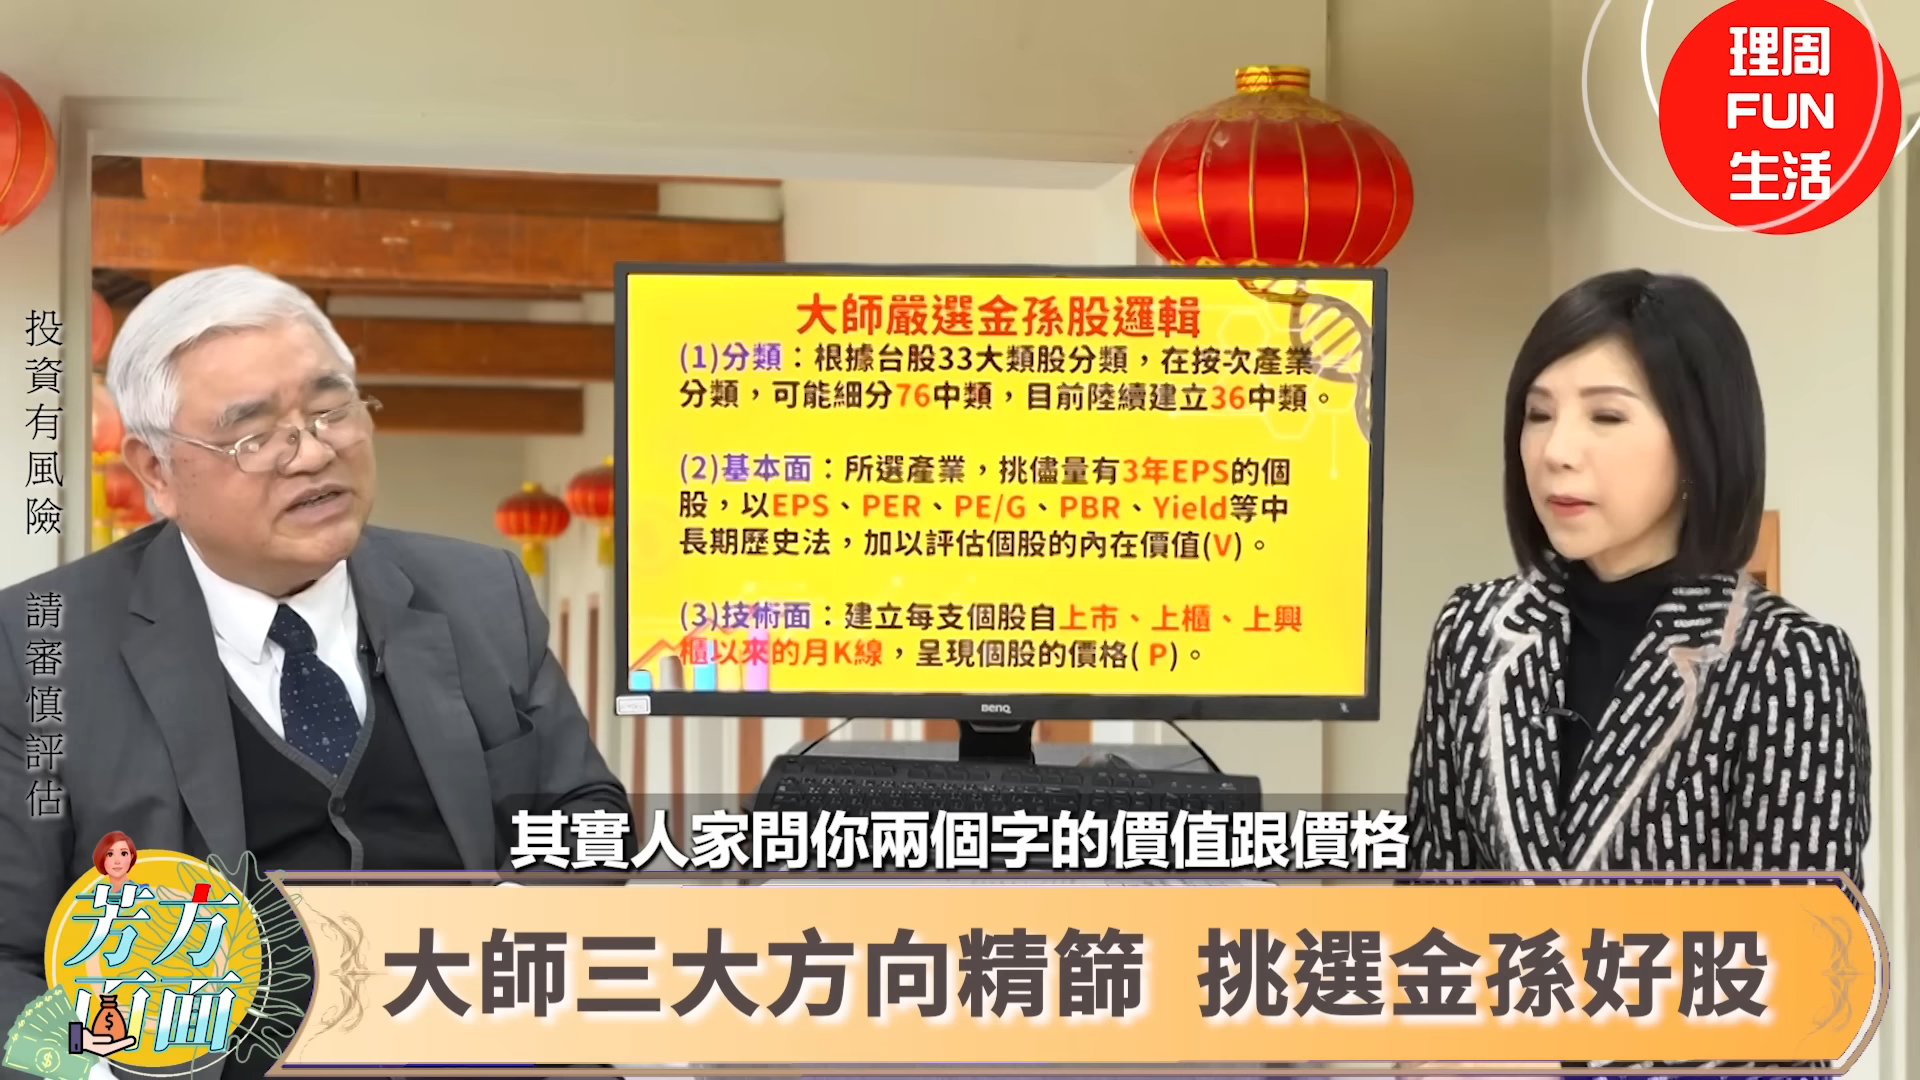 理周
FUN
生活
投資有風險 請審慎評估
大師嚴選金孫股邏輯
(1)分類：根據台股33大類股分類，在按次產業
分類，可能細分76中類，目前陸續建立36中類。
(2)基本面：所選產業，挑儘量有3年EPS的個
股，以EPS、PER、PE/G、PBR、Yield等中
長期歷史法，加以評估個股的內在價值(V)。
(3)技術面：建立每支個股自上市、上櫃、上興
櫃以來的月K線，呈現個股的價格( P)。
BenQ
其實人家問你兩個字的價值跟價格
芳方
面面
大師三大方向精篩 挑選金孫好股